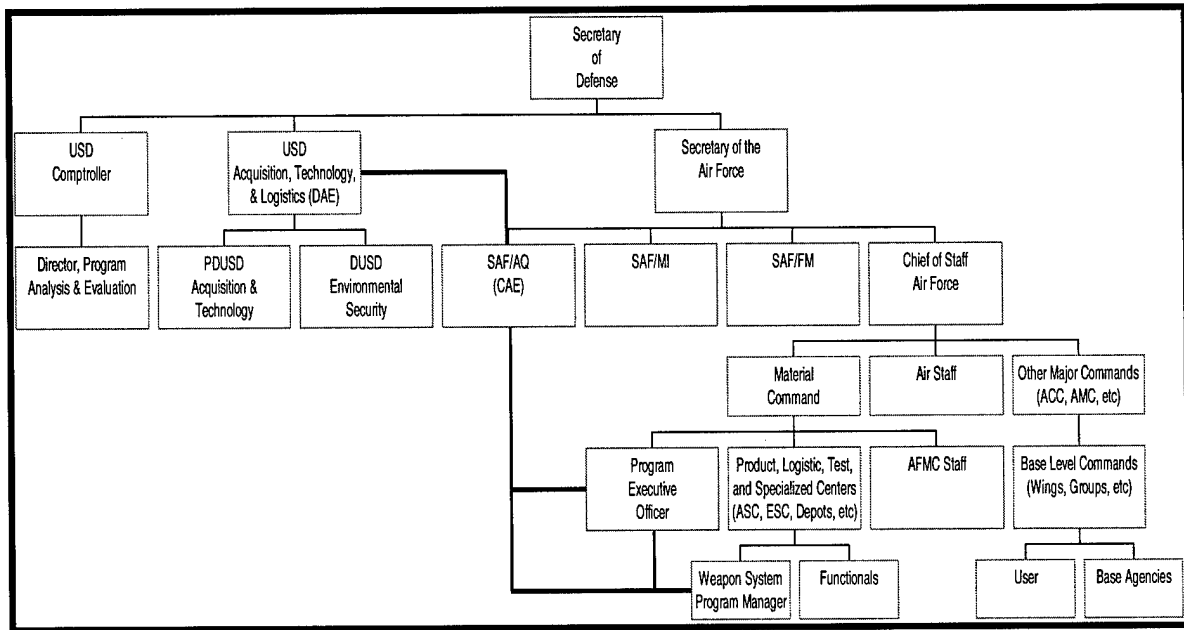 Secretary
of
Defense
USD
Comptroller
USD
Acquisition, Technology,
& Logistics (DAE)
Secretary of the
Air Force
Director, Program
Analysis & Evaluation
PDUSD
Acquisition &
Technology
DUSD
Environmental
Security
SAF/AQ
(CAE)
SAF/MI
SAF/FM
Chief of Staff
Air Force
Material
Command
Air Staff
Other Major Commands
(ACC, AMC, etc)
Program
Executive
Officer
Product, Logistic, Test,
and Specialized Centers
(ASC, ESC, Depots, etc)
AFMC Staff
Base Level Commands
(Wings, Groups, etc)
Weapon System
Program Manager
Functionals
User
Base Agencies